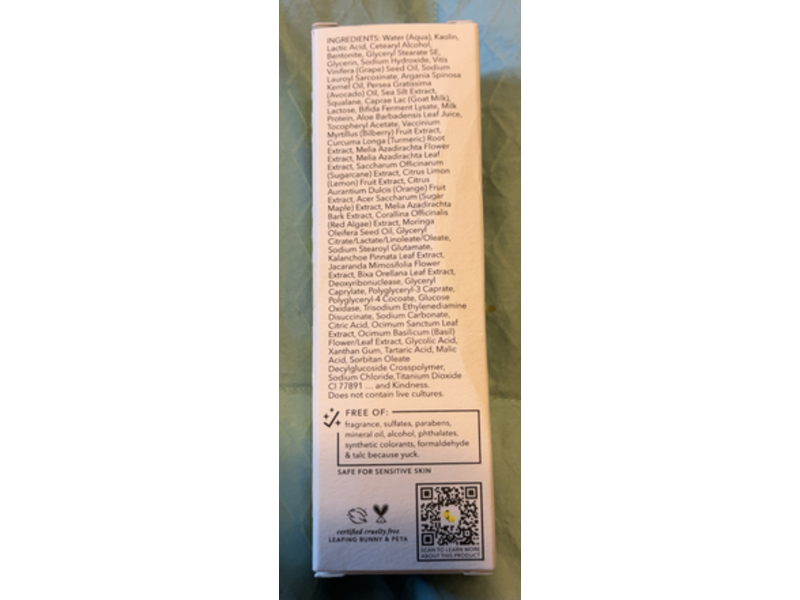 INGREDIENTS: Water (Aqua), Kaolin,
Lactic Acid, Cetearyl Alcohol,
Bentonite, Glyceryl Stearate SE,
Glycerin, Sodium Hydroxide, Vitis
Vinifera (Grape) Seed Oil, Sodium
Lauroyl Sarcosinate, Argania Spinosa
Kernel Oil, Persea Gratissima
(Avocado) Oil, Sea Silt Extract,
Squalane, Caprae Lac (Goat Milk),
Lactose, Bifida Ferment Lysate, Milk
Protein, Aloe Barbadensis Leaf Juice,
Tocopheryl Acetate, Vaccinium
Myrtillus (Bilberry) Fruit Extract,
Curcuma Longa (Turmeric) Root
Extract, Melia Azadirachta Flower
Extract, Melia Azadirachta Leaf
Extract, Saccharum Officinarum
(Sugarcane) Extract, Citrus Limon
(Lemon) Fruit Extract, Citrus
Aurantium Dulcis (Orange) Fruit
Extract, Acer Saccharum (Sugar
Maple) Extract, Melia Azadirachta
Bark Extract, Corallina Officinalis
(Red Algae) Extract, Moringa
Oleifera Seed Oil, Glyceryl
Citrate/Lactate/Linoleate/Oleate,
Sodium Stearoyl Glutamate,
Kalanchoe Pinnata Leaf Extract,
Jacaranda Mimosifolia Flower
Extract, Bixa Orellana Leaf Extract,
Deoxyribonuclease, Glyceryl
Caprylate, Polyglyceryl-3 Caprate,
Polyglyceryl-4 Cocoate, Glucose
Oxidase, Trisodium Ethylenediamine
Disuccinate, Sodium Carbonate,
Citric Acid, Ocimum Sanctum Leaf
Extract, Ocimum Basilicum (Basil)
Flower/Leaf Extract, Glycolic Acid,
Xanthan Gum, Tartaric Acid, Malic
Acid, Sorbitan Oleate
Decylglucoside Crosspolymer,
Sodium Chloride,Titanium Dioxide
CI 77891 .... and Kindness.
Does not contain live cultures.
FREE OF:
fragrance, sulfates, parabens,
mineral oil, alcohol, phthalates,
synthetic colorants, formaldehyde
& talc because yuck.
SAFE FOR SENSITIVE SKIN
certified cruelty free
LEAPING BUNNY & PETA
SCAN TO LEARN MORE
ABOUT THIS PRODUCT